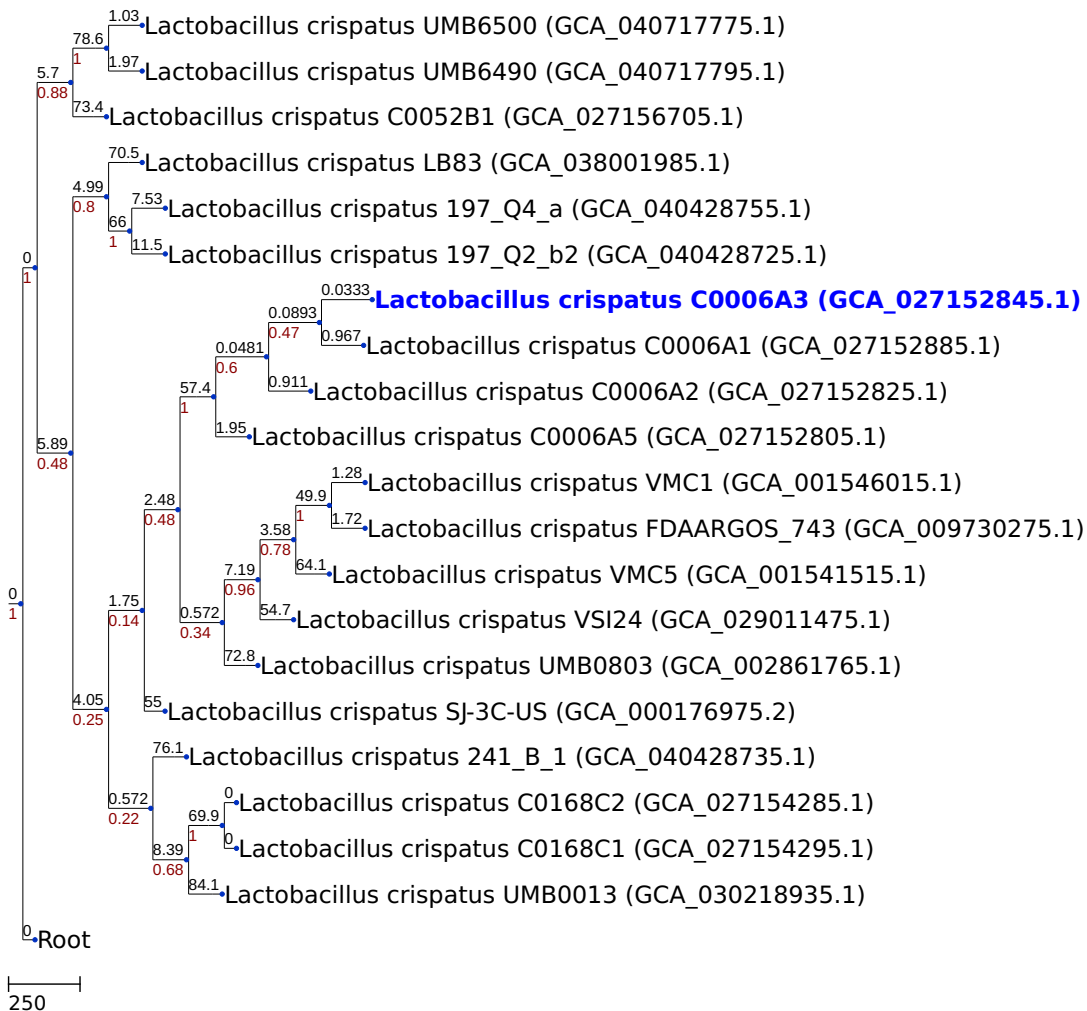 1.03
Lactobacillus crispatus UMB6500 (GCA_040717775.1)
78.6
1
1.97
Lactobacillus crispatus UMB6490 (GCA_040717795.1)
5.7
0.88
73.4
Lactobacillus crispatus C0052B1 (GCA_027156705.1)
70.5
Lactobacillus crispatus LB83 (GCA_038001985.1)
4.99
0.8
7.53
Lactobacillus crispatus 197_Q4_a (GCA_040428755.1)
66
1
11.5
Lactobacillus crispatus 197_Q2_b2 (GCA_040428725.1)
0
1
0.0333
Lactobacillus crispatus C0006A3 (GCA_027152845.1)
0.0893
0.47
0.967
Lactobacillus crispatus C0006A1 (GCA_027152885.1)
0.0481
0.6
0.911
Lactobacillus crispatus C0006A2 (GCA_027152825.1)
57.4
1
1.95
Lactobacillus crispatus C0006A5 (GCA_027152805.1)
5.89
0.48
1.28
Lactobacillus crispatus VMC1 (GCA_001546015.1)
2.48
0.48
49.9
1
1.72
Lactobacillus crispatus FDAARGOS_743 (GCA_009730275.1)
3.58
0.78
64.1
Lactobacillus crispatus VMC5 (GCA_001541515.1)
7.19
0.96
54.7
Lactobacillus crispatus VSI24 (GCA_029011475.1)
0.572
0.34
72.8
Lactobacillus crispatus UMB0803 (GCA_002861765.1)
0
1
1.75
0.14
55
Lactobacillus crispatus SJ-3C-US (GCA_000176975.2)
4.05
0.25
76.1
Lactobacillus crispatus 241_B_1 (GCA_040428735.1)
0.572
0.22
0
Lactobacillus crispatus C0168C2 (GCA_027154285.1)
69.9
1
0
Lactobacillus crispatus C0168C1 (GCA_027154295.1)
8.39
0.68
84.1
Lactobacillus crispatus UMB0013 (GCA_030218935.1)
0
Root
250